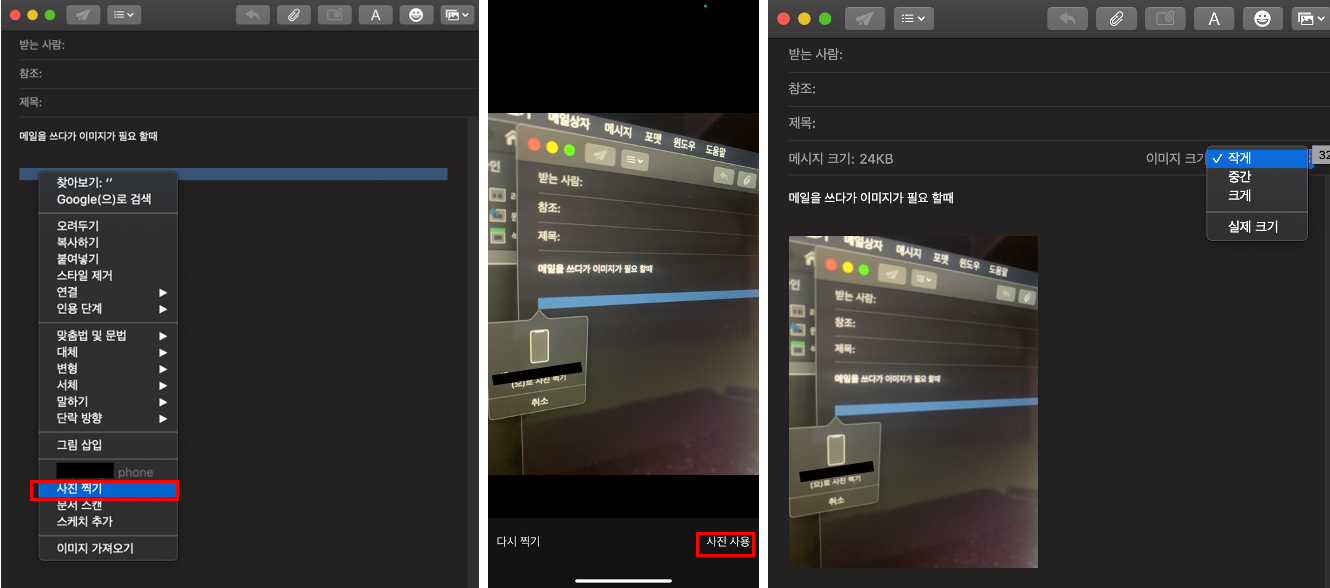 받는 사람:
참조:
제목:
메일을 쓰다가 이미지가 필요 할때
찾아보기: ‘’
Google(으)로 검색
오려두기
복사하기
붙여넣기
스타일 제거
연결
인용 단계
맞춤법 및 문법
대체
변형
서체
말하기
단락 방향
그림 삽입
phone
사진 찍기
문서 스캔
스케치 추가
이미지 가져오기
메일상자 메시지 포맷 윈도우 도움말
받는 사람:
참조:
제목:
메일을 쓰다가 이미지가 필요 할때
(으)로 사진 찍기
취소
다시 찍기
사진 사용
받는 사람:
참조:
제목:
메시지 크기: 24KB
이미지 크기
✓ 작게
32
중간
크게
실제 크기
메일을 쓰다가 이미지가 필요 할때
메일상자 메시지 포맷 윈도우 도움말
받는 사람:
참조:
제목:
메일을 쓰다가 이미지가 필요 할때
(으)로 사진 찍기
취소